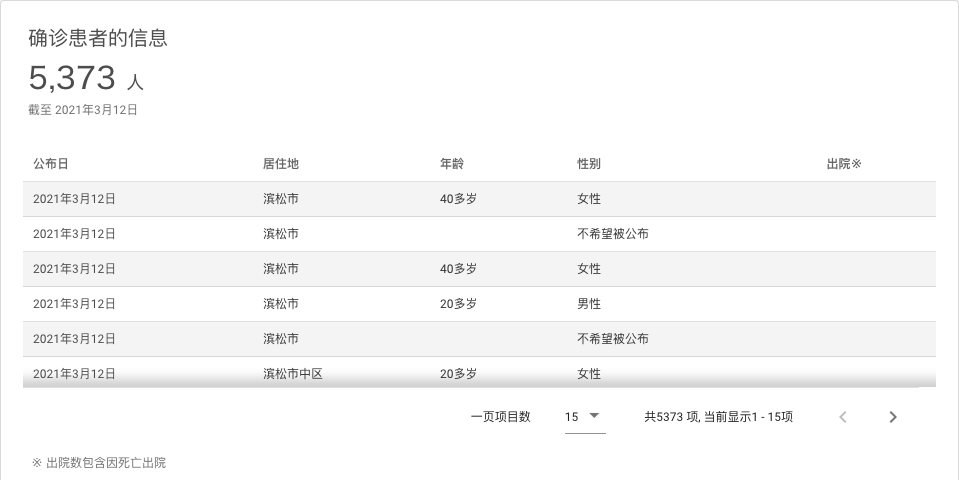 确诊患者的信息
5,373 人
截至 2021年3月12日
公布日 居住地 年龄 性别 出院※
2021年3月12日 滨松市 40多岁 女性
2021年3月12日 滨松市 不希望被公布
2021年3月12日 滨松市 40多岁 女性
2021年3月12日 滨松市 20多岁 男性
2021年3月12日 滨松市 不希望被公布
2021年3月12日 滨松市中区 20多岁 女性
一页项目数 15 共5373 项, 当前显示1 - 15项
※ 出院数包含因死亡出院